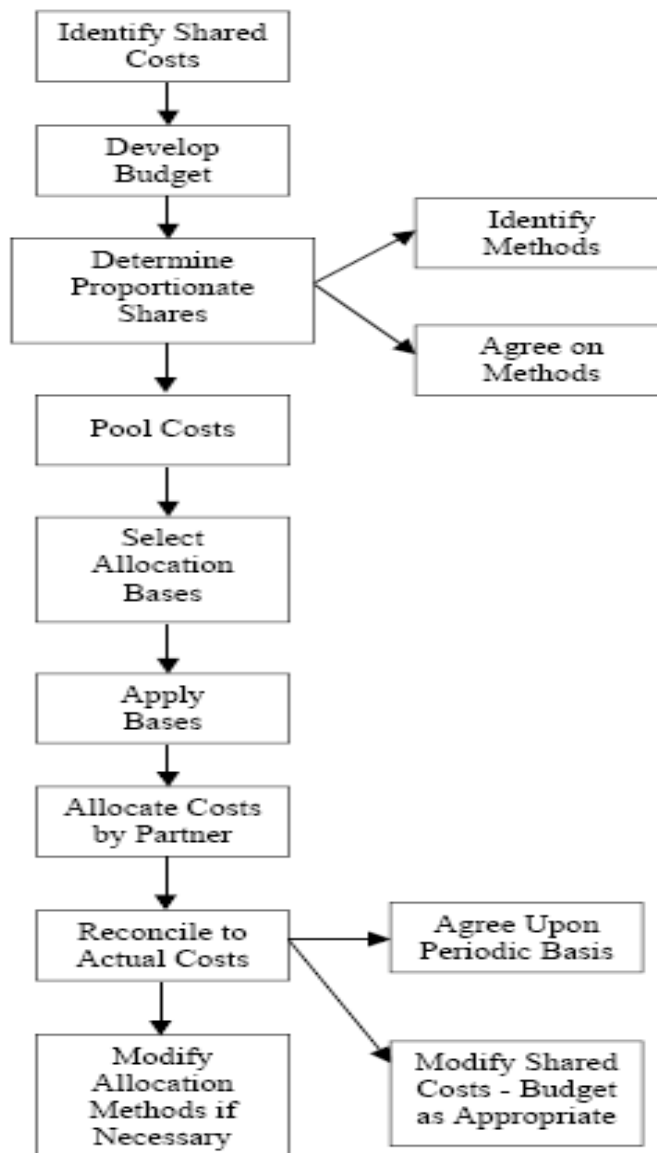 Identify Shared
Costs
Develop
Budget
Determine
Proportionate
Shares
Identify
Methods
Agree on
Methods
Pool Costs
Select
Allocation
Bases
Apply
Bases
Allocate Costs
by Partner
Reconcile to
Actual Costs
Agree Upon
Periodic Basis
Modify
Allocation
Methods if
Necessary
Modify Shared
Costs - Budget
as Appropriate